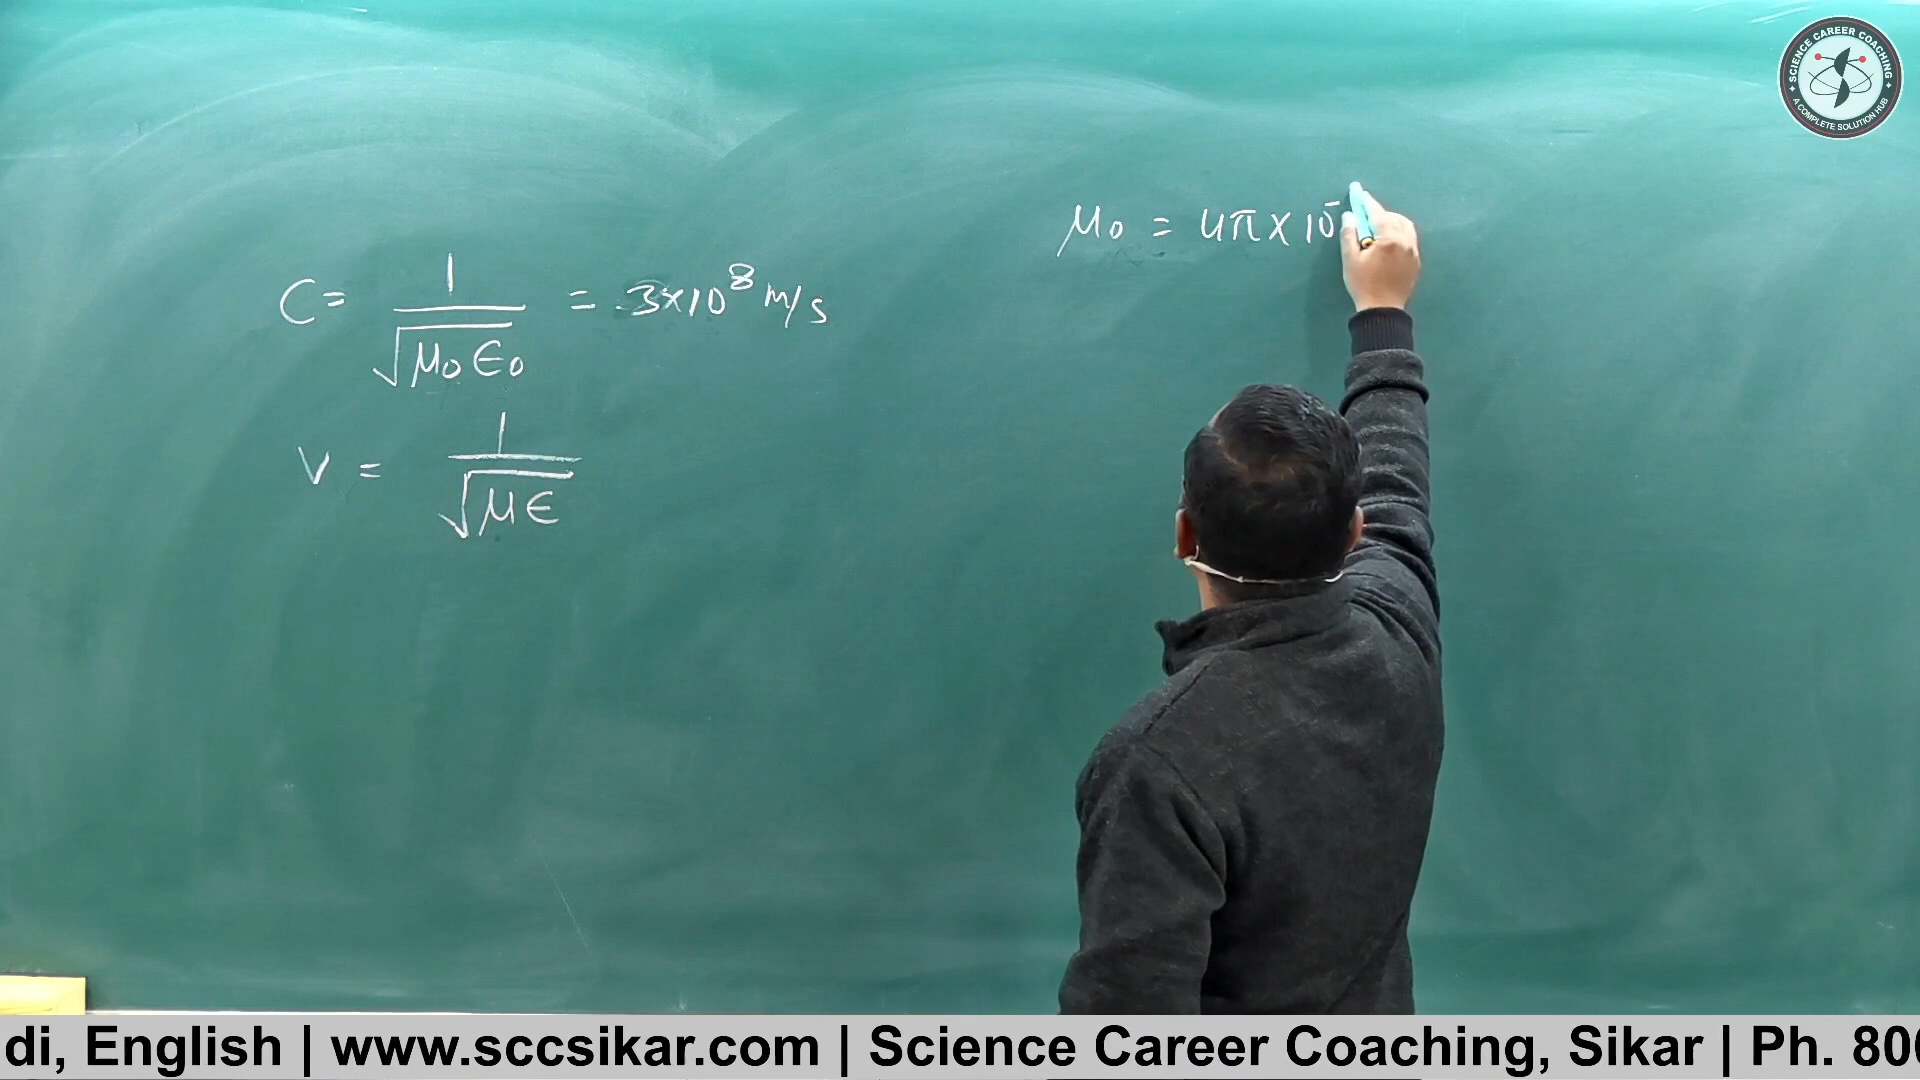 C = 1/√μ₀ε₀ = 3×10⁸ m/s
V = 1/√με
μ₀ = 4π×10⁻
SCIENCE CAREER COACHING
A COMPLETE SOLUTION HUB
di, English | www.sccsikar.com | Science Career Coaching, Sikar | Ph. 800